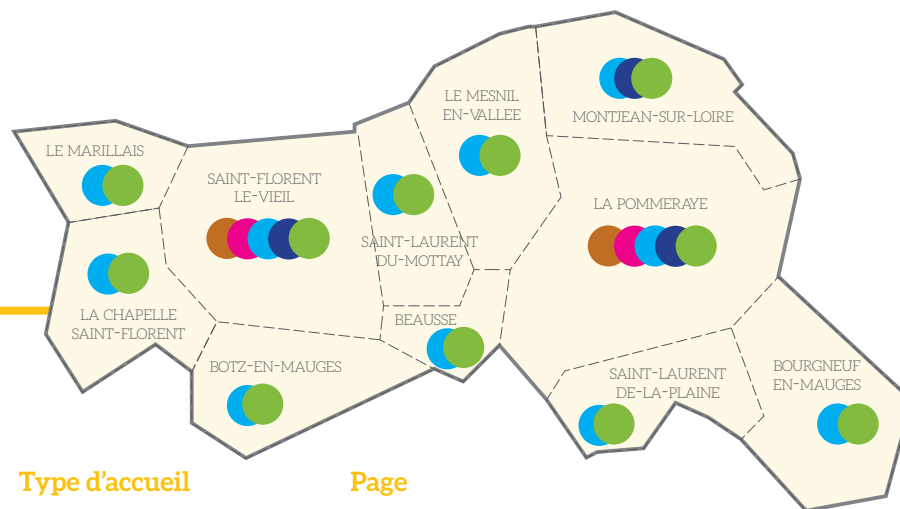 LE MESNIL
EN-VALLEE
MONTJEAN-SUR-LOIRE
LE MARILLAIS
SAINT-FLORENT
LE-VIEIL
LA POMMERAYE
SAINT-LAURENT
DU-MOTTAY
LA CHAPELLE
SAINT-FLORENT
BEAUSSE
BOTZ-EN-MAUGES
SAINT-LAURENT
DE-LA-PLAINE
BOURGNEUF
EN-MAUGES
Type d’accueil
Page